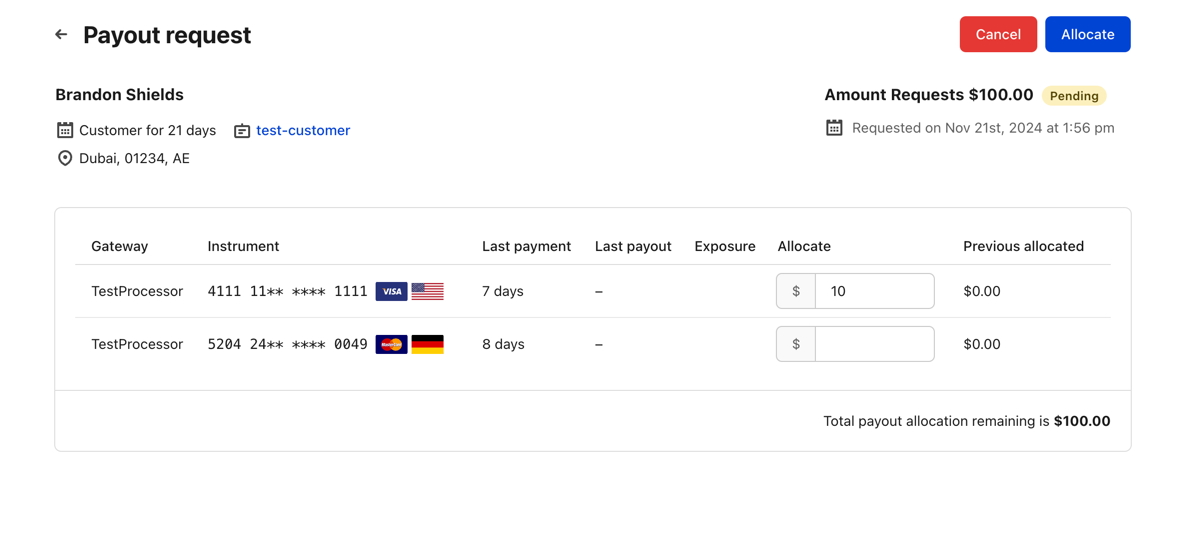 Payout request
Cancel
Allocate
Brandon Shields
Amount Requests $100.00 Pending
Customer for 21 days test-customer
Requested on Nov 21st, 2024 at 1:56 pm
Dubai, 01234, AE
Gateway Instrument Last payment Last payout Exposure Allocate Previous allocated
TestProcessor 4111 11** **** 1111 VISA 7 days – $ 10 $0.00
TestProcessor 5204 24** **** 0049 MasterCard 8 days – $ $0.00
Total payout allocation remaining is $100.00